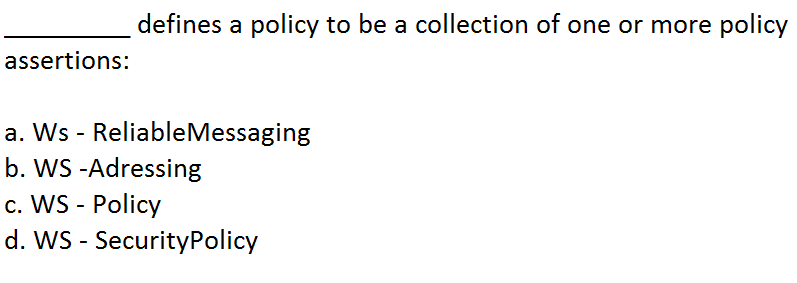 __________ defines a policy to be a collection of one or more policy
assertions:
a. Ws - ReliableMessaging
b. WS -Adressing
c. WS - Policy
d. WS - SecurityPolicy